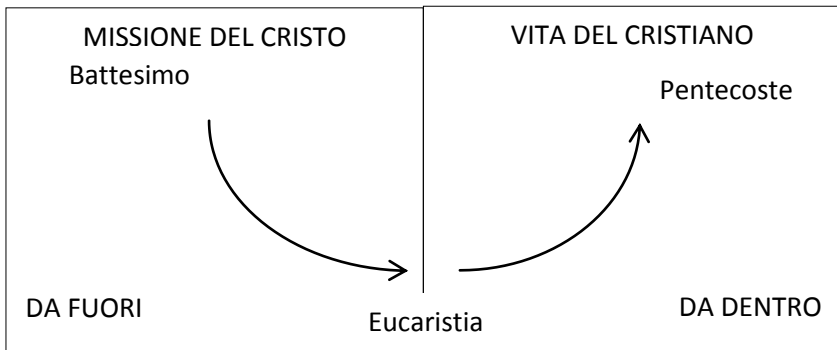 MISSIONE DEL CRISTO
Battesimo
VITA DEL CRISTIANO
Pentecoste
DA FUORI
Eucaristia
DA DENTRO